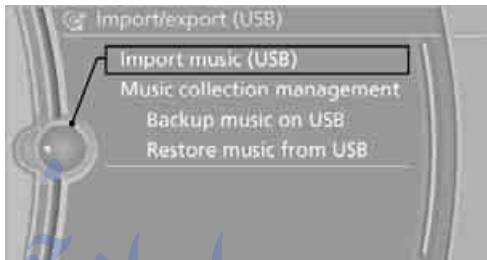 Import/export (USB)
Import music (USB)
Music collection management
Backup music on USB
Restore music from USB